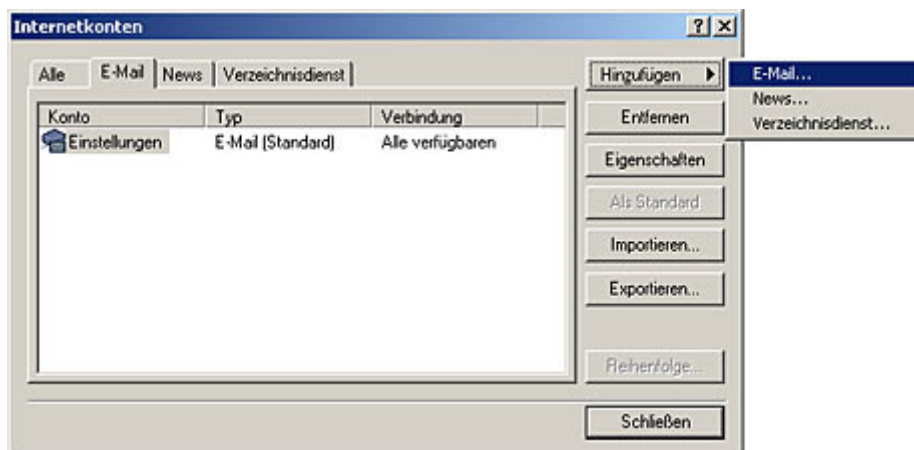 Internetkonten
Alle E-Mail News Verzeichnisdienst
Konto Typ Verbindung
Einstellungen E-Mail (Standard) Alle verfügbaren
Hinzufügen
Entfernen
Eigenschaften
Als Standard
Importieren...
Exportieren...
Reihenfolge...
Schließen
E-Mail...
News...
Verzeichnisdienst...